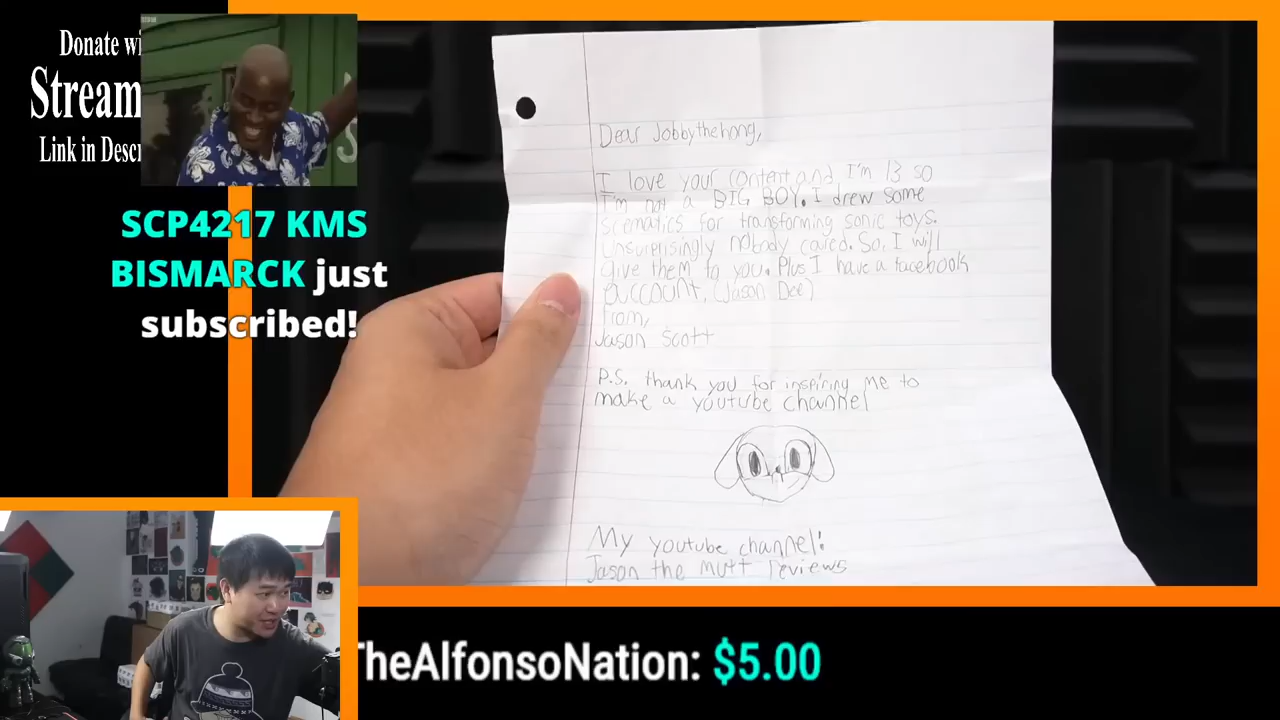 Donate wi
Stream
Link in Descr
SCP4217 KMS
BISMARCK just
subscribed!
Dear Jobbythehong,
I love your content and I'm 13 so
I'm not a BIG BOY. I drew some
scematics for transforming sonic toys.
Unsurprisingly nobody cared. So, I will
give them to you. Plus I have a facebook
account, (Jason Dee)
From,
Jason Scott
P.S. thank you for inspiring me to
make a youtube channel
My youtube channel:
Jason the mutt reviews
TheAlfonsoNation: $5.00